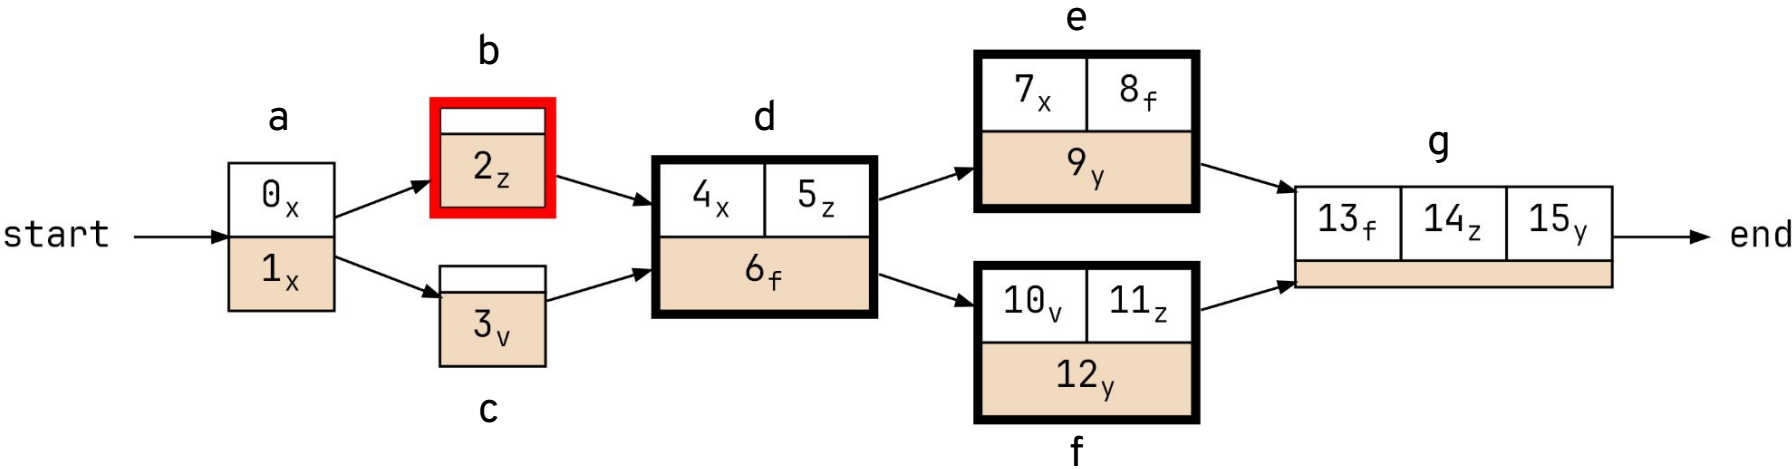 start
a
0x
1x
b
2z
c
3v
d
4x 5z
6f
e
7x 8f
9y
f
10v 11z
12y
g
13f 14z 15y
end